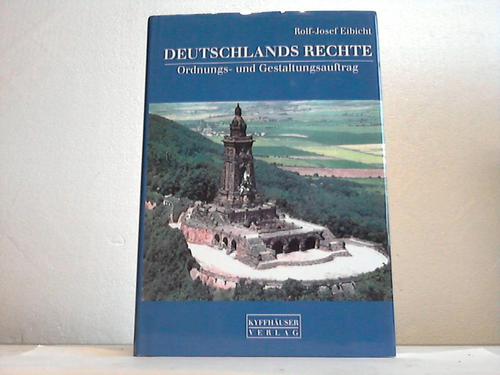 Rolf-Josef Eibicht
DEUTSCHLANDS RECHTE
Ordnungs- und Gestaltungsauftrag
KYFFHÄUSER
VERLAG